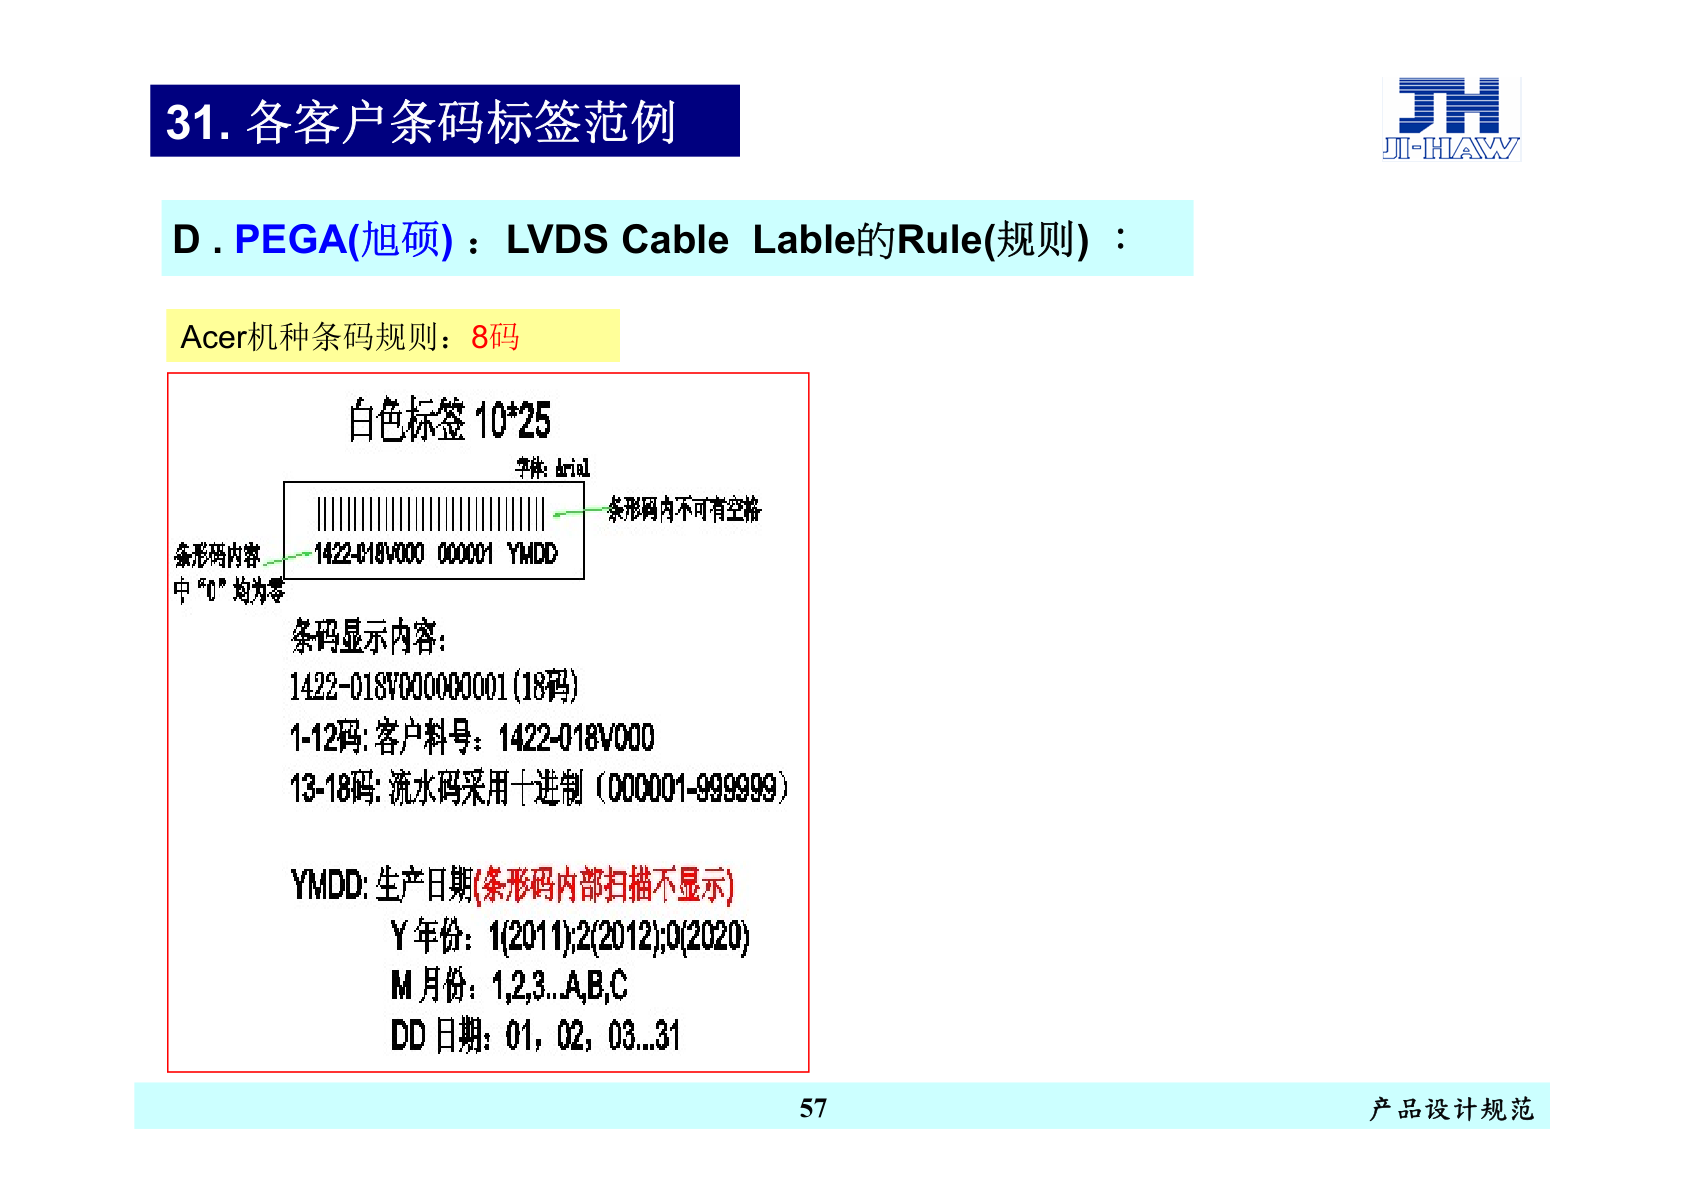 31. 各客户条码标签范例
JH
JI-HAW
D . PEGA(旭硕) ：LVDS Cable  Lable的Rule(规则) ：
Acer机种条码规则：8码
白色标签 10*25
字体: Arial
条形码内不可有空格
1422-018V000 000001 YMDD
条形码内容
中 “0” 均为零
条码显示内容:
1422-018V000000001(18码)
1-12码: 客户料号：1422-018V000
13-18码: 流水码采用十进制（000001-999999）
YMDD: 生产日期(条形码内部扫描不显示)
Y 年份：1(2011);2(2012);0(2020)
M 月份：1,2,3...A,B,C
DD 日期：01，02，03...31
57
产品设计规范